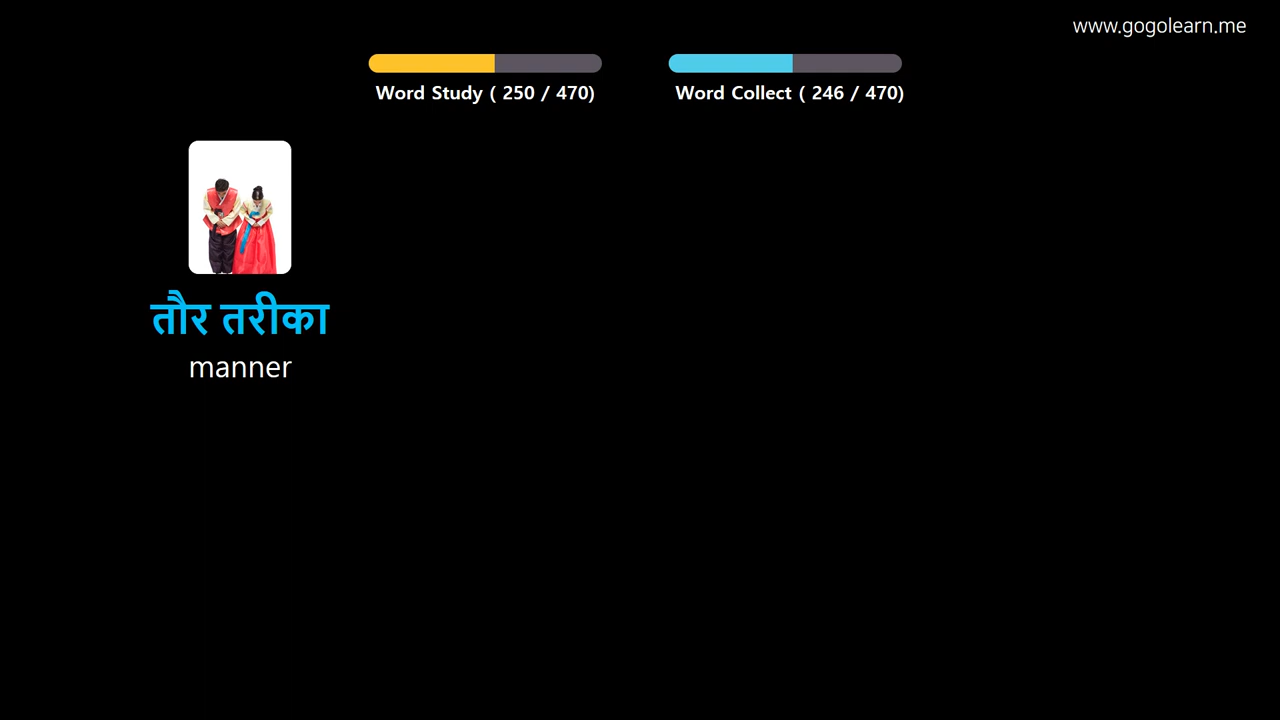 www.gogolearn.me
Word Study ( 250 / 470)
Word Collect ( 246 / 470)
तौर तरीका
manner